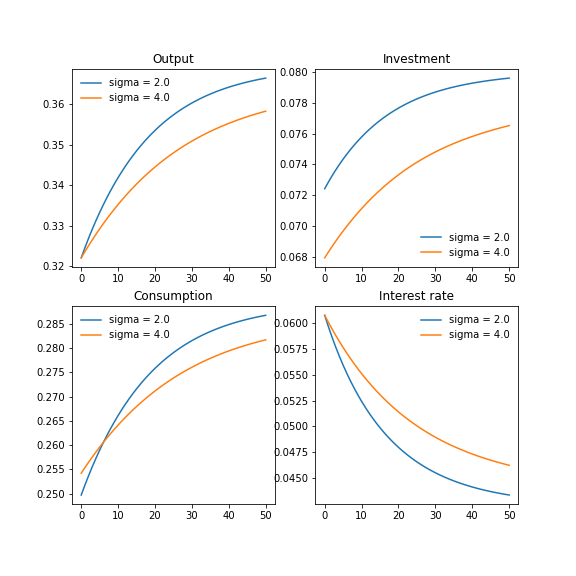 Output
sigma = 2.0
sigma = 4.0
0.36
0.35
0.34
0.33
0.32
0 10 20 30 40 50
Investment
0.080
0.078
0.076
0.074
0.072
0.070
0.068
sigma = 2.0
sigma = 4.0
0 10 20 30 40 50
Consumption
sigma = 2.0
sigma = 4.0
0.285
0.280
0.275
0.270
0.265
0.260
0.255
0.250
0 10 20 30 40 50
Interest rate
sigma = 2.0
sigma = 4.0
0.0600
0.0575
0.0550
0.0525
0.0500
0.0475
0.0450
0 10 20 30 40 50